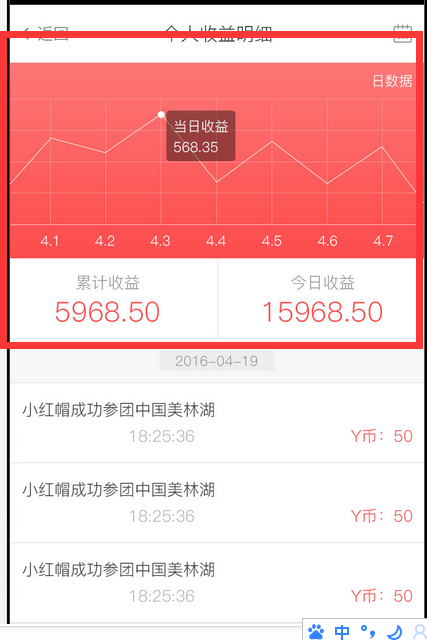 返回
个人收益明细
日数据
当日收益
568.35
4.1 4.2 4.3 4.4 4.5 4.6 4.7
累计收益 今日收益
5968.50 15968.50
2016-04-19
小红帽成功参团中国美林湖
18:25:36 Y币：50
小红帽成功参团中国美林湖
18:25:36 Y币：50
小红帽成功参团中国美林湖
18:25:36 Y币：50
中